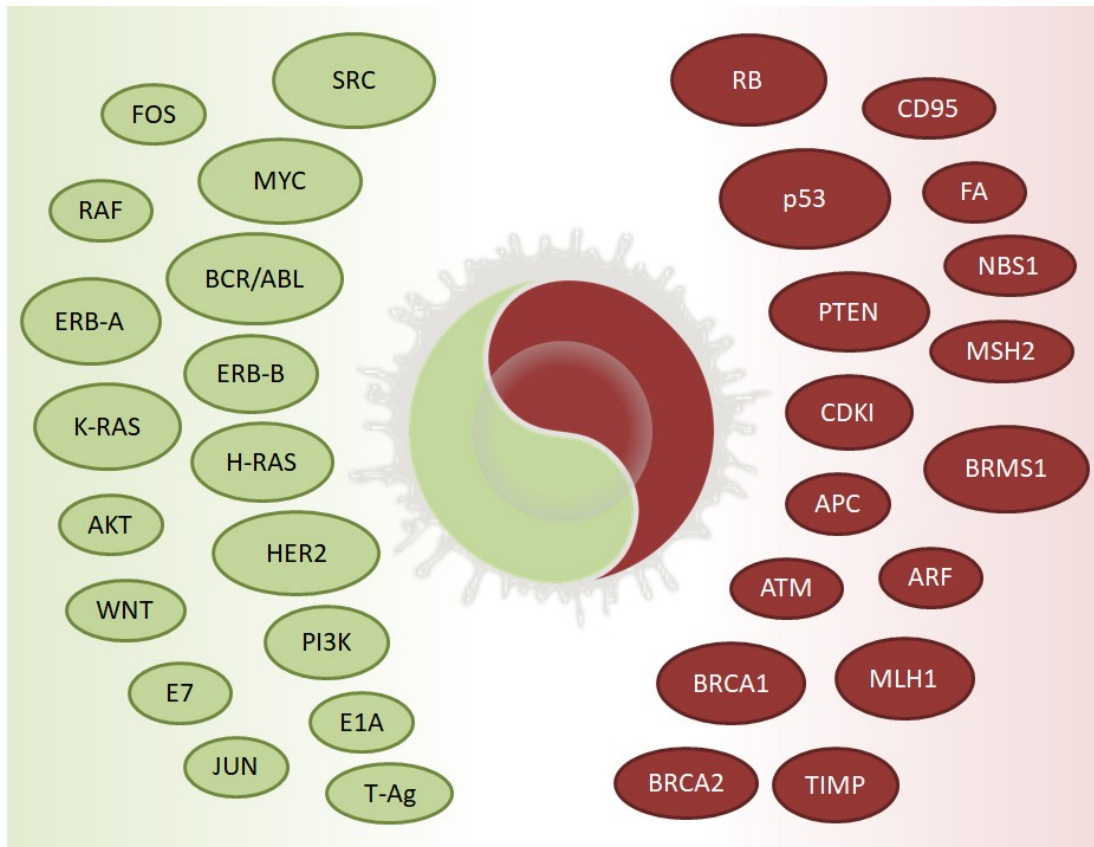 SRC
FOS
MYC
RAF
BCR/ABL
ERB-A
ERB-B
K-RAS
H-RAS
AKT
HER2
WNT
PI3K
E7
E1A
JUN
T-Ag
RB
CD95
p53
FA
NBS1
PTEN
MSH2
CDKI
BRMS1
APC
ATM
ARF
BRCA1
MLH1
BRCA2
TIMP